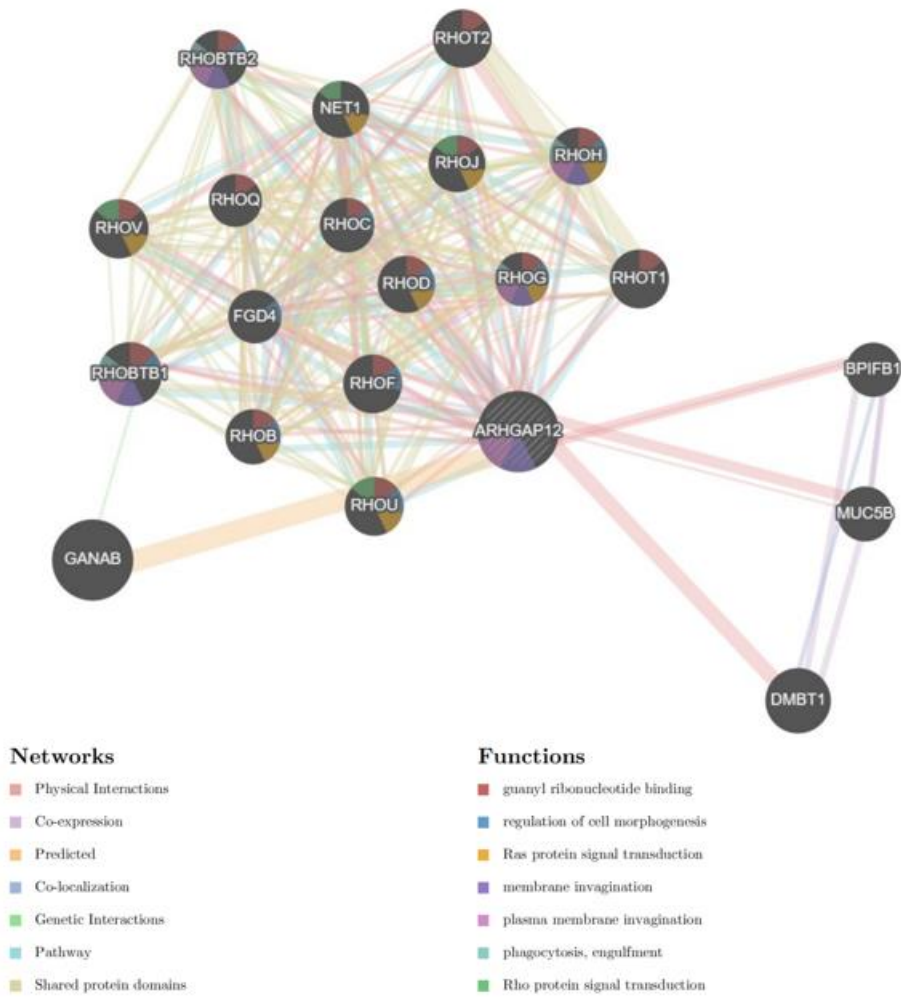 RHOT2
RHOBTB2
NET1
RHOJ
RHOH
RHOQ
RHOV
RHOC
RHOD
RHOG
RHOT1
FGD4
BPIFB1
RHOBTB1
RHOF
ARHGAP12
RHOB
RHOU
MUC5B
GANAB
DMBT1
Networks
Physical Interactions
Co-expression
Predicted
Co-localization
Genetic Interactions
Pathway
Shared protein domains
Functions
guanyl ribonucleotide binding
regulation of cell morphogenesis
Ras protein signal transduction
membrane invagination
plasma membrane invagination
phagocytosis, engulfment
Rho protein signal transduction